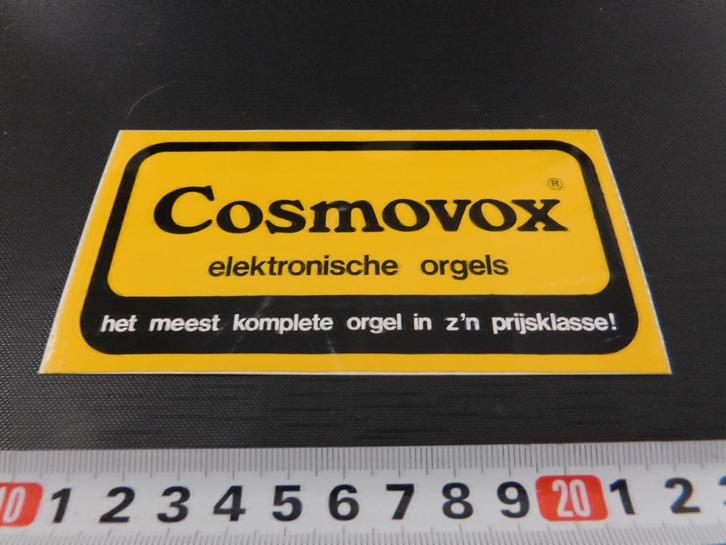 Cosmovox®
elektronische orgels
het meest komplete orgel in z'n prijsklasse!
10 1 2 3 4 5 6 7 8 9 20 1 2